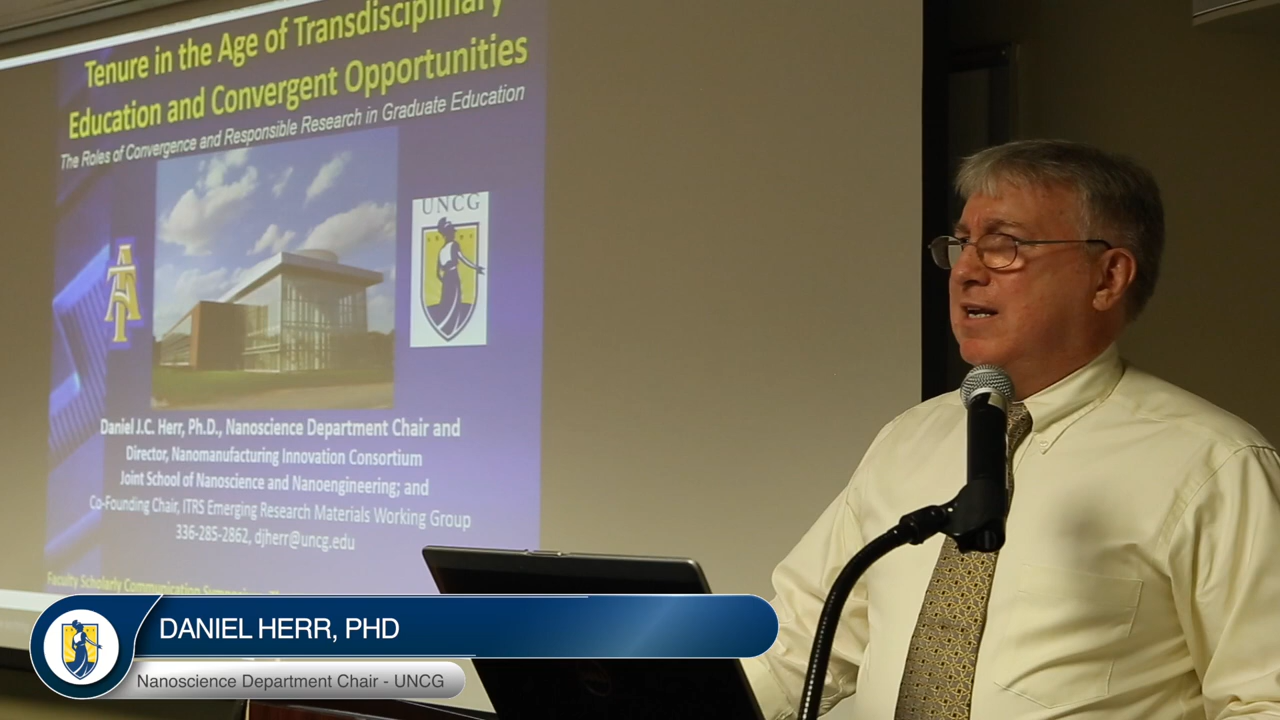 Tenure in the Age of Transdisciplinary
Education and Convergent Opportunities
The Roles of Convergence and Responsible Research in Graduate Education
UNCG
AT
Daniel J.C. Herr, Ph.D., Nanoscience Department Chair and
Director, Nanomanufacturing Innovation Consortium
Joint School of Nanoscience and Nanoengineering; and
Co-Founding Chair, ITRS Emerging Research Materials Working Group
336-285-2862, djherr@uncg.edu
Faculty Scholarly Communication
DANIEL HERR, PHD
Nanoscience Department Chair - UNCG